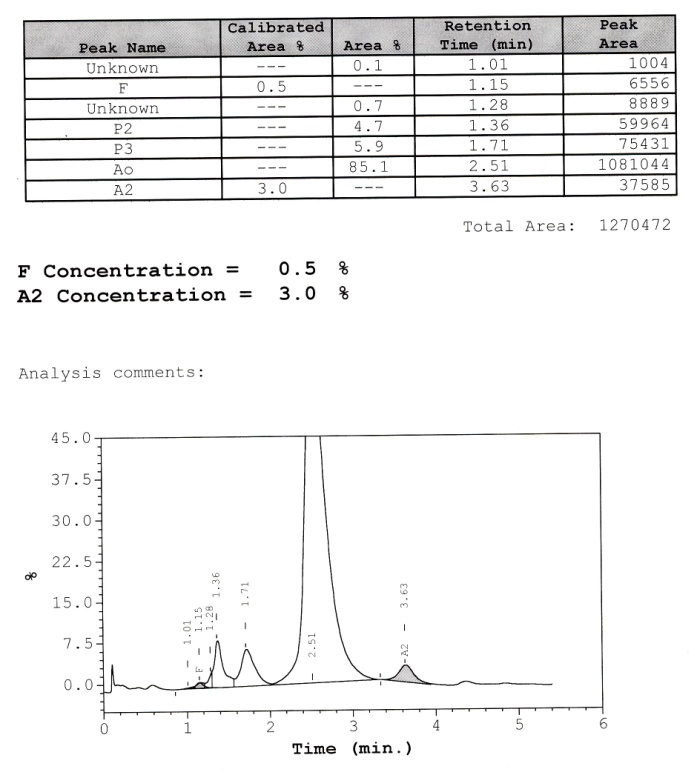 Peak Name Calibrated Area % Area % Retention Time (min) Peak Area
Unknown --- 0.1 1.01 1004
F 0.5 --- 1.15 6556
Unknown --- 0.7 1.28 8889
P2 --- 4.7 1.36 59964
P3 --- 5.9 1.71 75431
Ao --- 85.1 2.51 1081044
A2 3.0 --- 3.63 37585
Total Area: 1270472
F Concentration = 0.5 %
A2 Concentration = 3.0 %
Analysis comments:
45.0
37.5
30.0
22.5
15.0
7.5
0.0
%
1.01
F 1.15
1.28
1.36
1.71
2.51
A2 3.63
0 1 2 3 4 5 6
Time (min.)